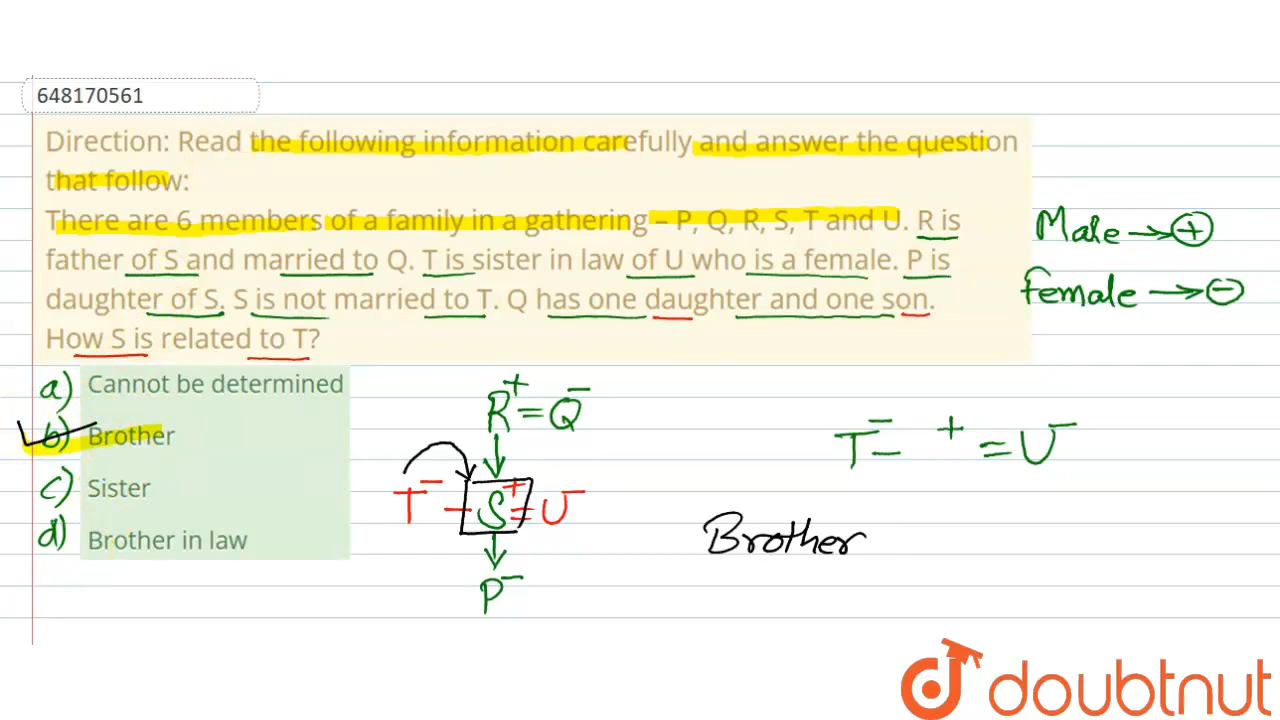 648170561
Direction: Read the following information carefully and answer the question
that follow:
There are 6 members of a family in a gathering – P, Q, R, S, T and U. R is
father of S and married to Q. T is sister in law of U who is a female. P is
daughter of S. S is not married to T. Q has one daughter and one son.
How S is related to T?
Male → +
Female → -
a) Cannot be determined
b) Brother
c) Sister
d) Brother in law
R+ = Q-
T- - S+ = U-
P-
T- - + = U-
Brother
doubtnut